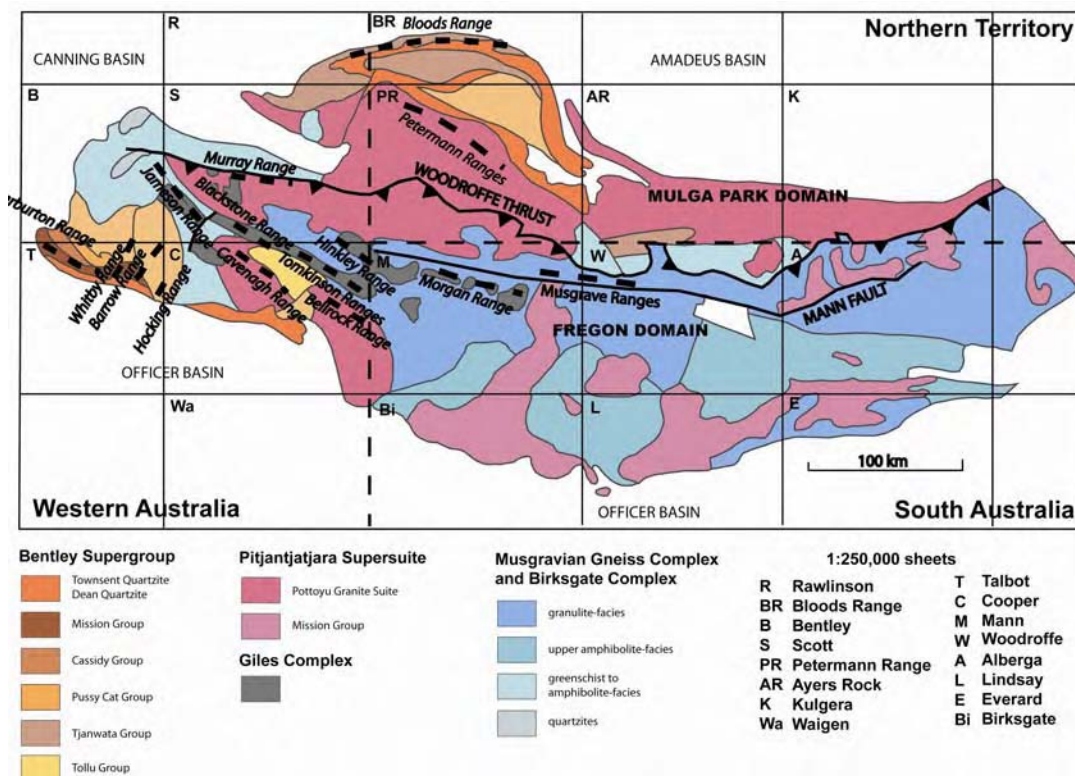 R
BR
Bloods Range
Northern Territory
CANNING BASIN
AMADEUS BASIN
B
S
PR
AR
K
Petermann Ranges
Murray Range
WOODROFFE THRUST
MULGA PARK DOMAIN
Jameson Range
Blackstone Range
rburton Range
T
C
Hinkley Range
M
W
A
Whitby Range
Barrow Range
Hocking Range
Cavenagh Range
Tomkinson Ranges
Bellrock Range
Morgan Range
Musgrave Ranges
MANN FAULT
FREGON DOMAIN
OFFICER BASIN
Wa
Bi
L
E
100 km
Western Australia
OFFICER BASIN
South Australia
Bentley Supergroup
Townsent Quartzite
Dean Quartzite
Mission Group
Cassidy Group
Pussy Cat Group
Tjanwata Group
Tollu Group
Pitjantjatjara Supersuite
Pottoyu Granite Suite
Mission Group
Giles Complex
Musgravian Gneiss Complex
and Birksgate Complex
granulite-facies
upper amphibolite-facies
greenschist to
amphibolite-facies
quartzites
1:250,000 sheets
R Rawlinson
BR Bloods Range
B Bentley
S Scott
PR Petermann Range
AR Ayers Rock
K Kulgera
Wa Waigen
T Talbot
C Cooper
M Mann
W Woodroffe
A Alberga
L Lindsay
E Everard
Bi Birksgate